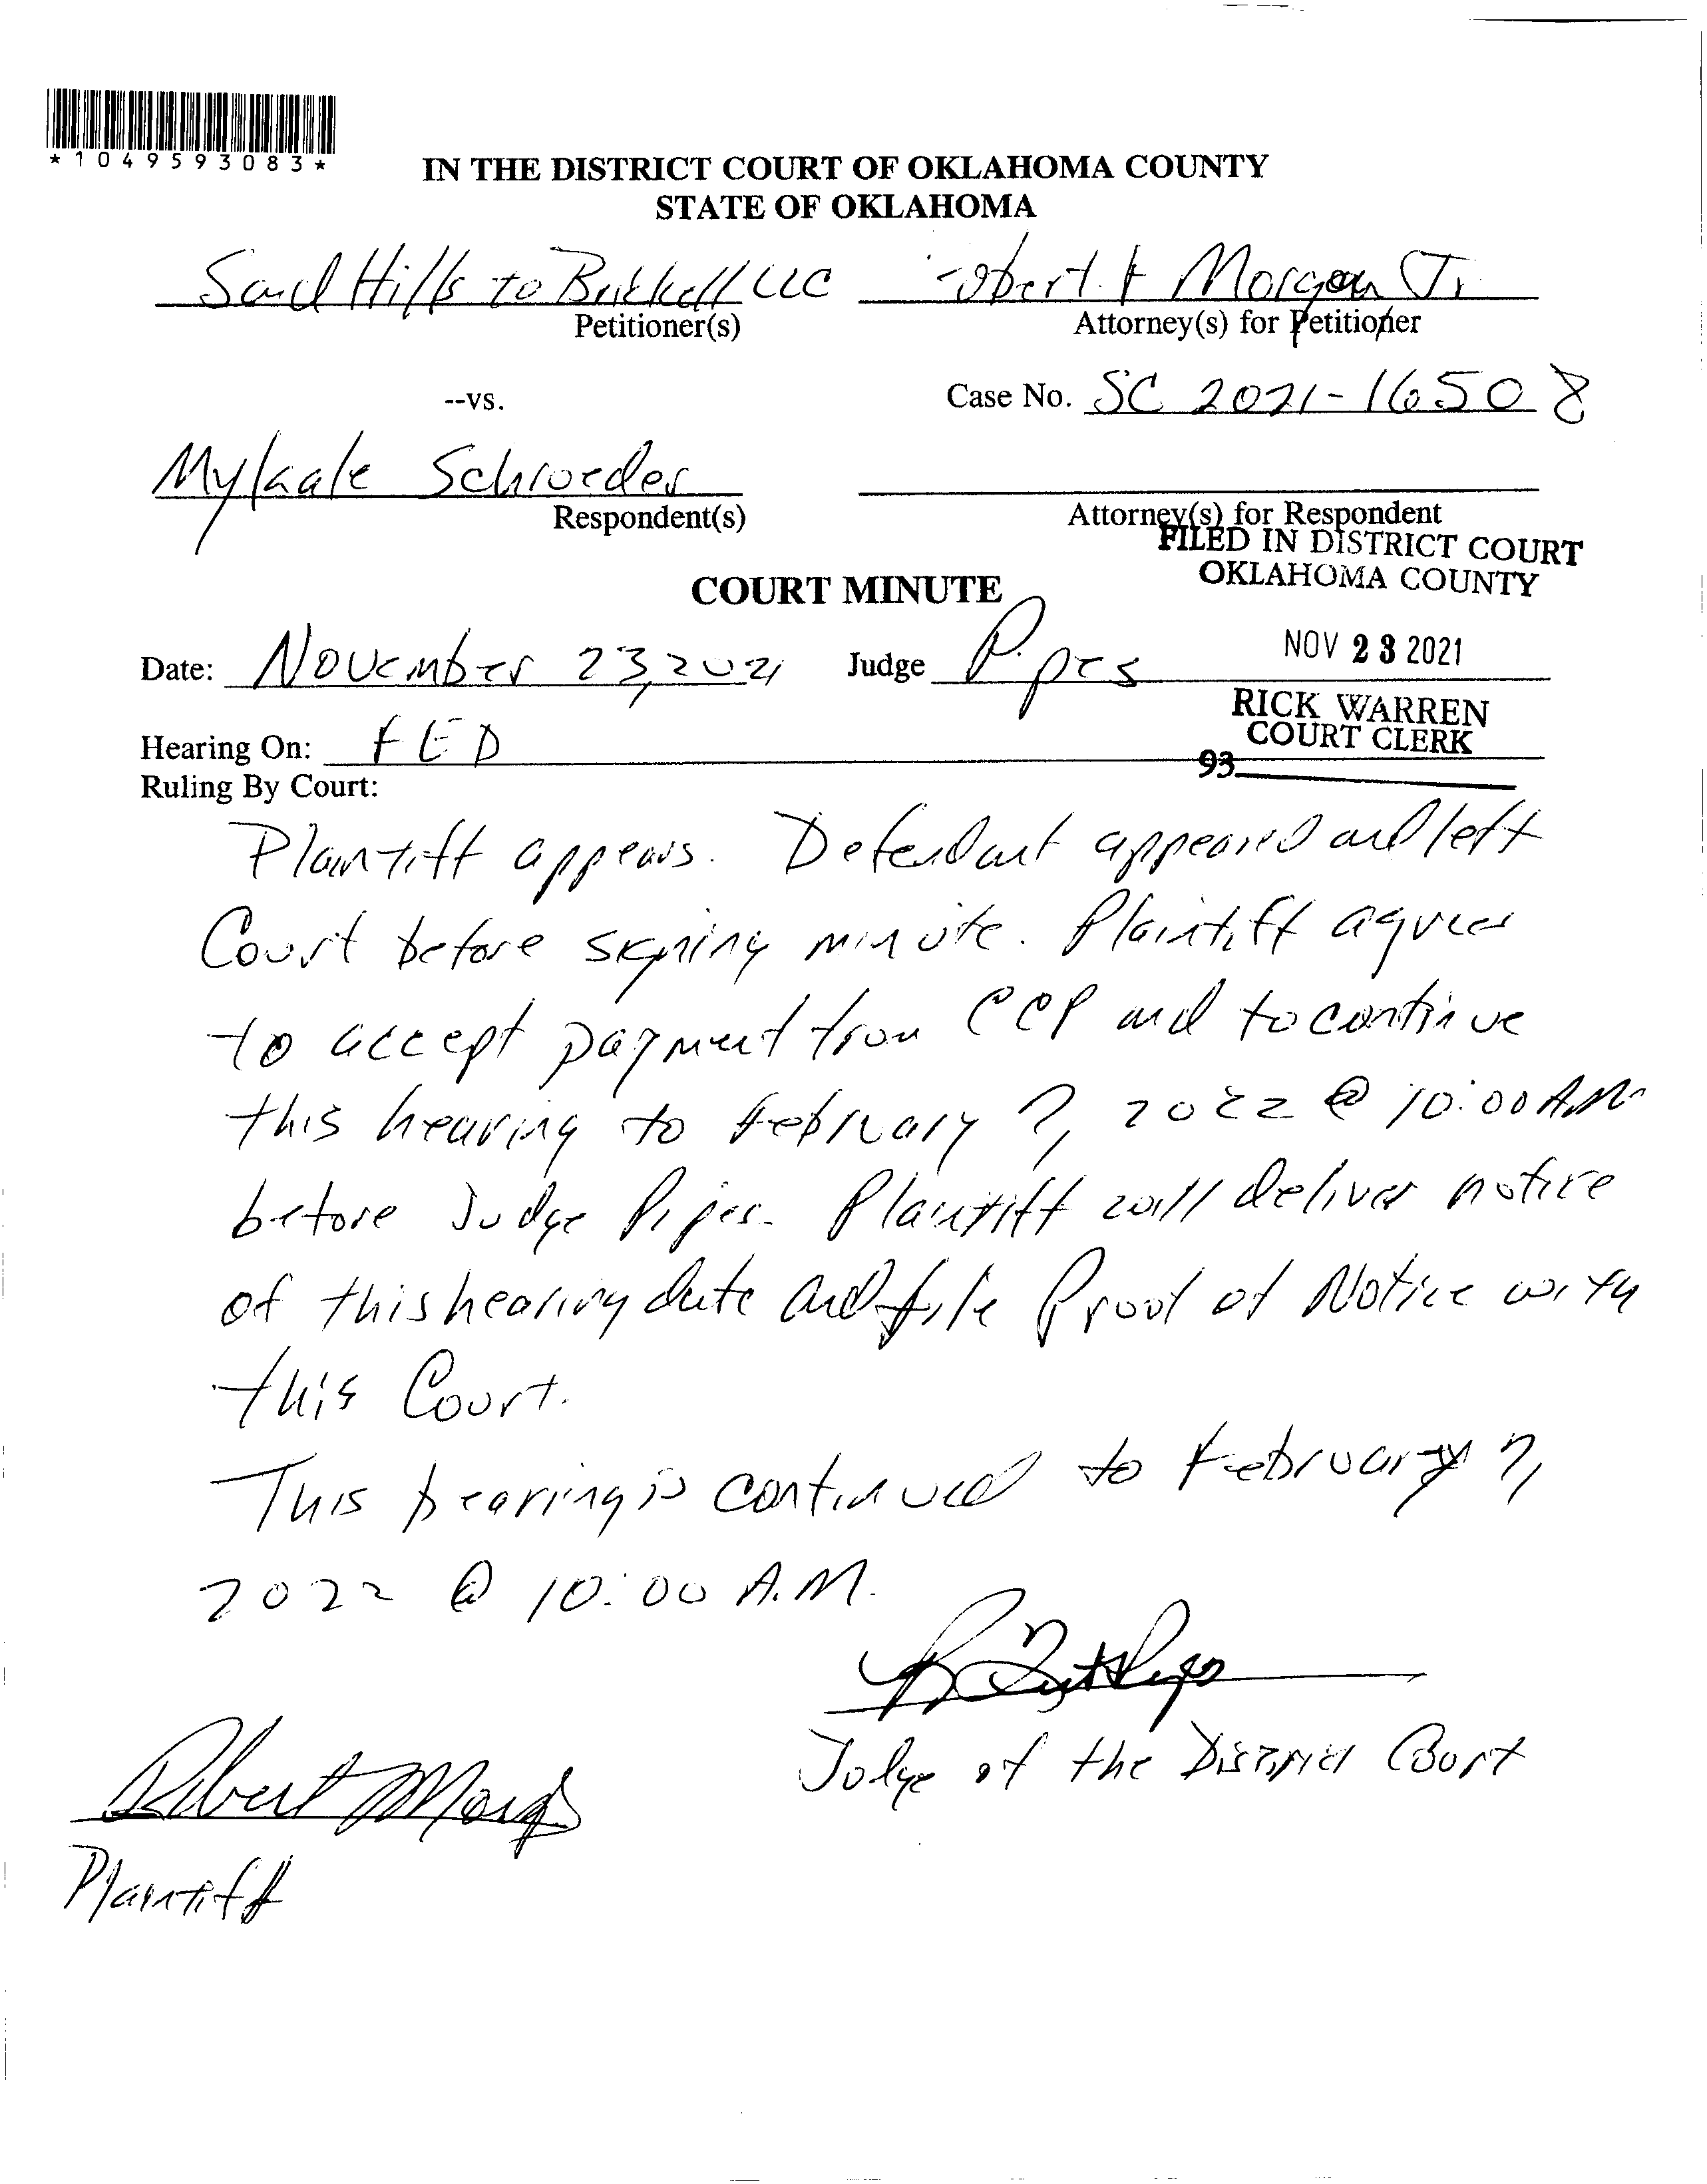 *1049593083*
IN THE DISTRICT COURT OF OKLAHOMA COUNTY
STATE OF OKLAHOMA
Sand Hills to Brickell LLC
Petitioner(s)
Robert F Morgan Jr
Attorney(s) for Petitioner
--vs.
Case No. SC 2021-16508
Schroeder
Respondent(s)
Attorney(s) for Respondent
FILED IN DISTRICT COURT
OKLAHOMA COUNTY
COURT MINUTE
NOV 23 2021
Date: November 23, 2021 Judge Pipes
RICK WARREN
COURT CLERK
93
Hearing On: FED
Ruling By Court:
Plaintiff appears. Defendant appeared and left
Court before signing minute. Plaintiff agrees
to accept payment from CCP and to continue
this hearing to February 7, 2022 @ 10:00 AM
before Judge Pipes. Plaintiff will deliver notice
of this hearing date and file Proof of Notice with
this Court.
This hearing is continued to February 7,
2022 @ 10:00 A.M.
Judge of the District Court
Robert Morgan
Plaintiff